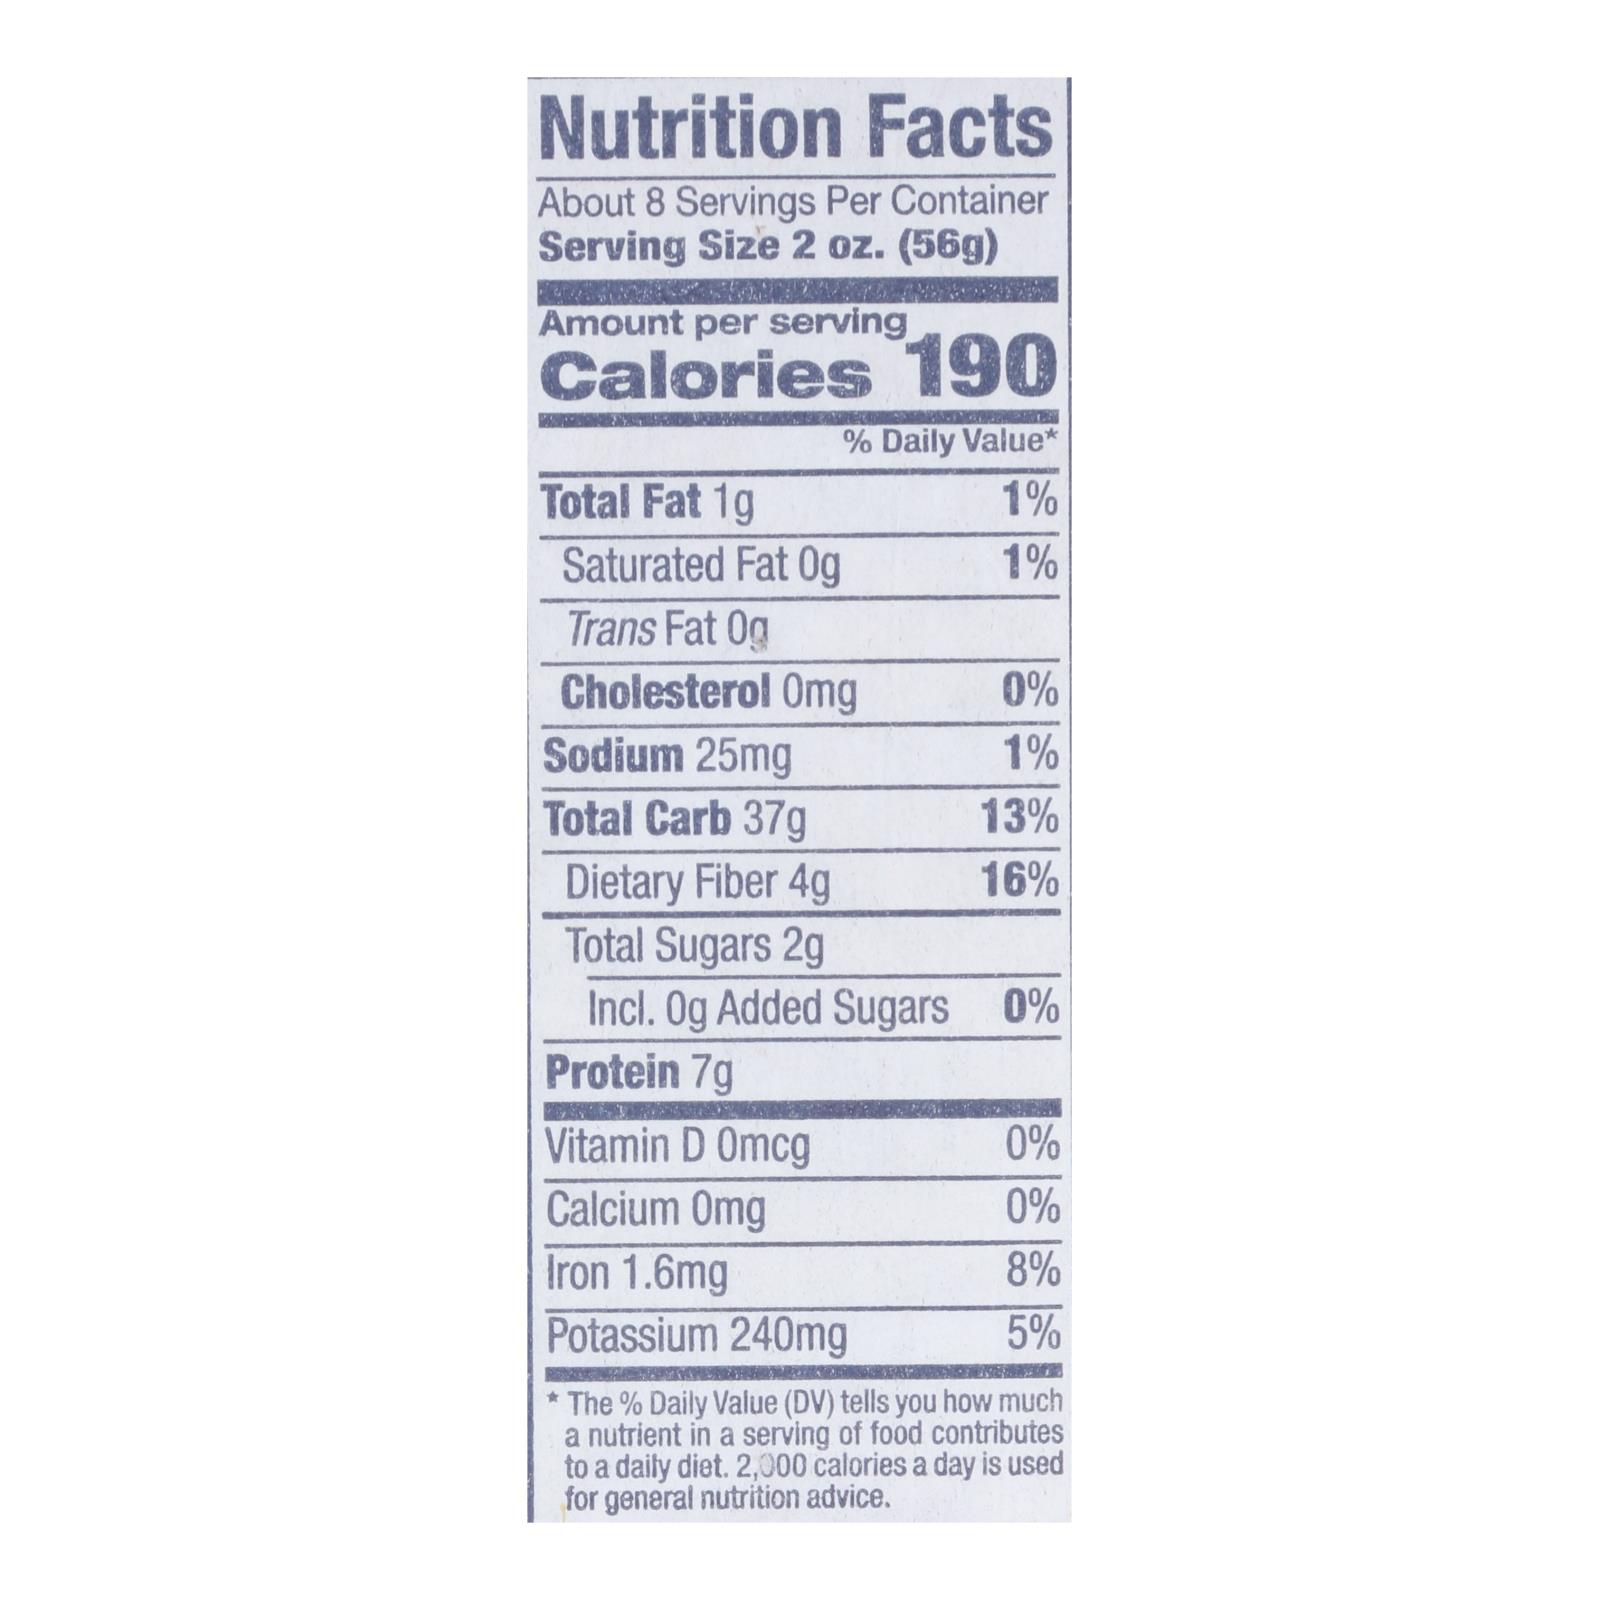 Nutrition Facts
About 8 Servings Per Container
Serving Size 2 oz. (56g)
Amount per serving
Calories 190
% Daily Value*
Total Fat 1g 1%
Saturated Fat 0g 1%
Trans Fat 0g
Cholesterol 0mg 0%
Sodium 25mg 1%
Total Carb 37g 13%
Dietary Fiber 4g 16%
Total Sugars 2g
Incl. 0g Added Sugars 0%
Protein 7g
Vitamin D 0mcg 0%
Calcium 0mg 0%
Iron 1.6mg 8%
Potassium 240mg 5%
* The % Daily Value (DV) tells you how much
a nutrient in a serving of food contributes
to a daily diet. 2,000 calories a day is used
for general nutrition advice.